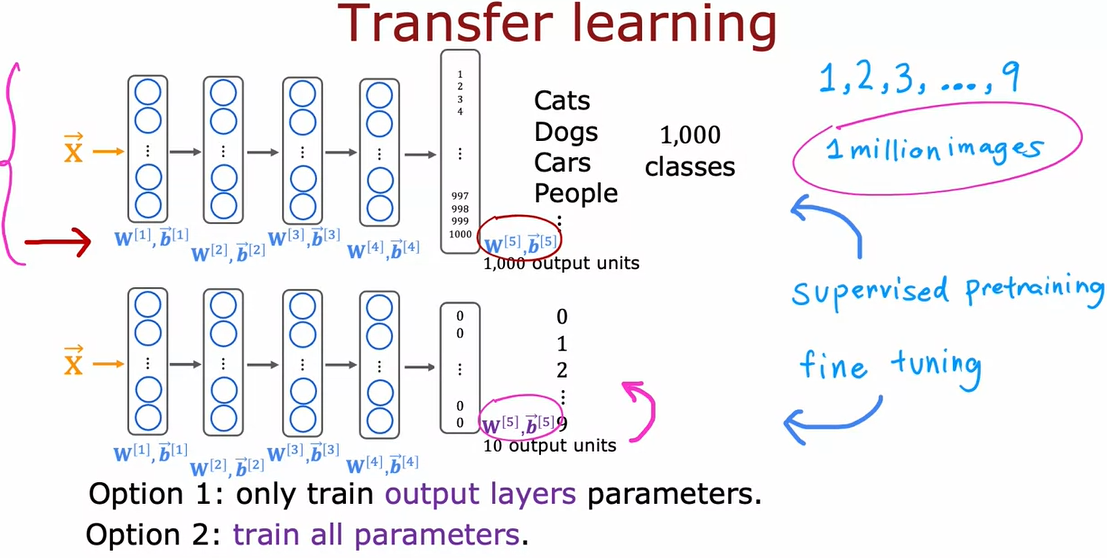 Transfer learning
1,2,3, ..., 9
1 million images
1
2
3
4
⋮
997
998
999
1000
Cats
Dogs
Cars
People
⋮
1,000
classes
x⃗
⋮ ⋮ ⋮ ⋮
W[1], b⃗[1]
W[2], b⃗[2]
W[3], b⃗[3]
W[4], b⃗[4]
W[5], b⃗[5]
1,000 output units
supervised pretraining
fine tuning
x⃗
⋮ ⋮ ⋮ ⋮
0
0
⋮
0
0
0
1
2
⋮
9
W[1], b⃗[1]
W[2], b⃗[2]
W[3], b⃗[3]
W[4], b⃗[4]
W[5], b⃗[5]
10 output units
Option 1: only train output layers parameters.
Option 2: train all parameters.